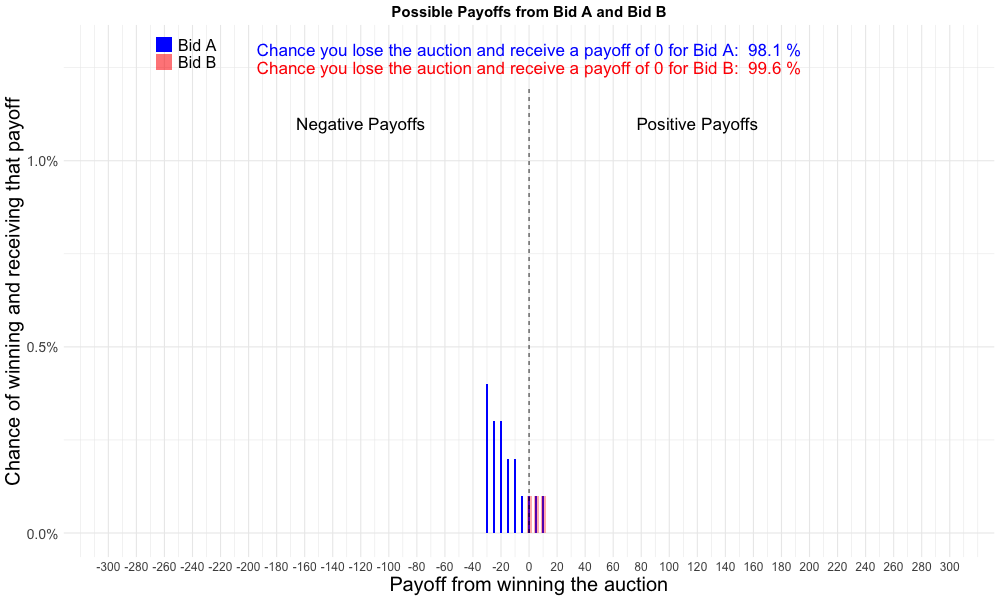 Possible Payoffs from Bid A and Bid B
Bid A
Bid B
Chance you lose the auction and receive a payoff of 0 for Bid A:  98.1 %
Chance you lose the auction and receive a payoff of 0 for Bid B:  99.6 %
Negative Payoffs
Positive Payoffs
Chance of winning and receiving that payoff
1.0%
0.5%
0.0%
-300 -280 -260 -240 -220 -200 -180 -160 -140 -120 -100 -80 -60 -40 -20 0 20 40 60 80 100 120 140 160 180 200 220 240 260 280 300
Payoff from winning the auction